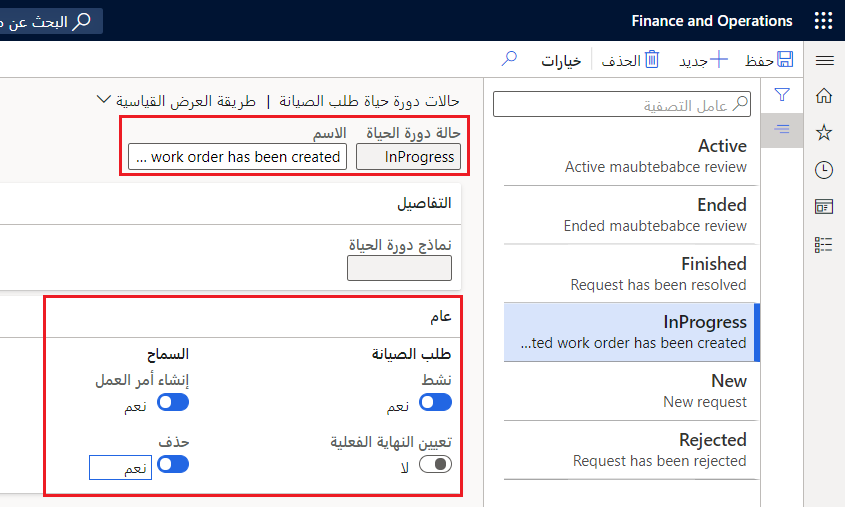 Finance and Operations
البحث عن
حفظ
جديد
الحذف
خيارات
عامل التصفية
Active
Active maubtebabce review
Ended
Ended maubtebabce review
Finished
Request has been resolved
InProgress
...ted work order has been created
New
New request
Rejected
Request has been rejected
حالات دورة حياة طلب الصيانة | طريقة العرض القياسية
حالة دورة الحياة
الاسم
InProgress
work order has been created ...
التفاصيل
نماذج دورة الحياة
عام
طلب الصيانة
السماح
نشط
إنشاء أمر العمل
نعم
نعم
تعيين النهاية الفعلية
حذف
لا
نعم